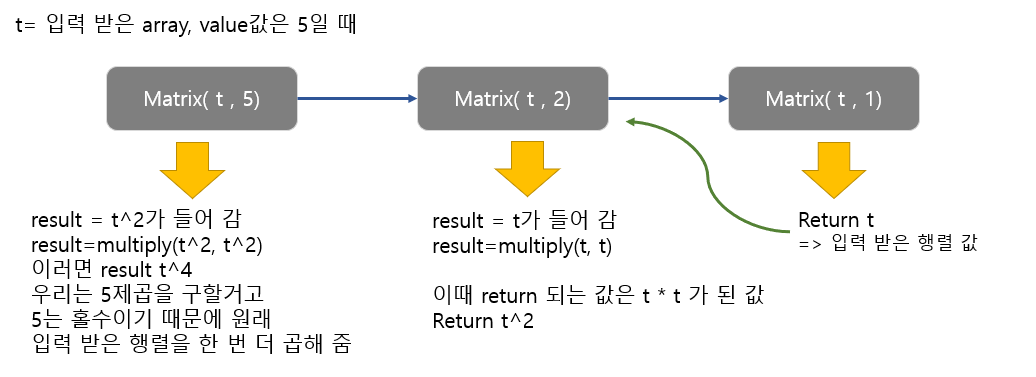 t= 입력 받은 array, value값은 5일 때
Matrix( t , 5)
Matrix( t , 2)
Matrix( t , 1)
result = t^2가 들어 감
result=multiply(t^2, t^2)
이러면 result t^4
우리는 5제곱을 구할거고
5는 홀수이기 때문에 원래
입력 받은 행렬을 한 번 더 곱해 줌
result = t가 들어 감
result=multiply(t, t)
이때 return 되는 값은 t * t 가 된 값
Return t^2
Return t
=> 입력 받은 행렬 값